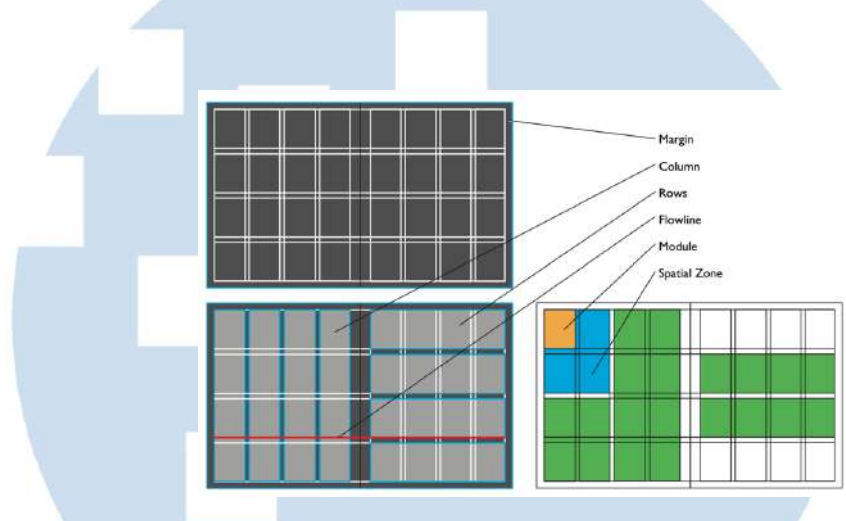 Margin
Column
Rows
Flowline
Module
Spatial Zone